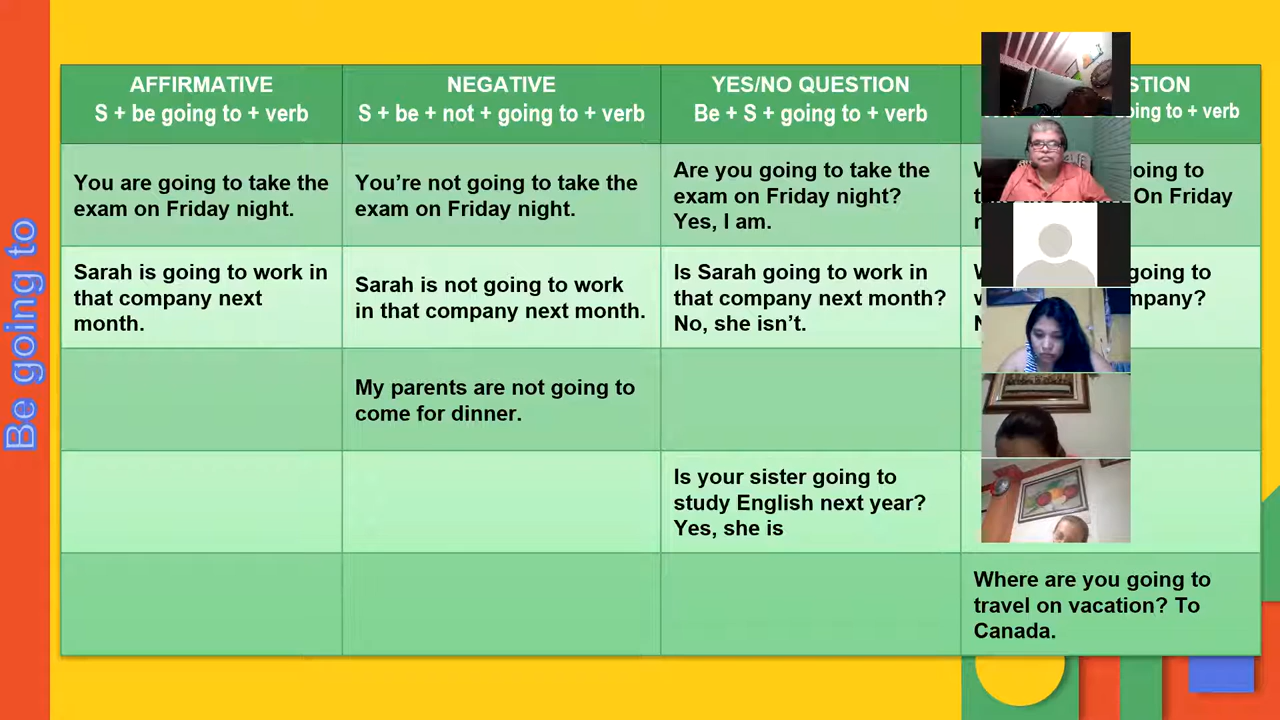 Be going to
AFFIRMATIVE
S + be going to + verb
NEGATIVE
S + be + not + going to + verb
YES/NO QUESTION
Be + S + going to + verb
to + verb
You are going to take the
exam on Friday night.
You're not going to take the
exam on Friday night.
Are you going to take the
exam on Friday night?
Yes, I am.
going to
On Friday
Sarah is going to work in
that company next
month.
Sarah is not going to work
in that company next month.
Is Sarah going to work in
that company next month?
No, she isn't.
going to
My parents are not going to
come for dinner.
Is your sister going to
study English next year?
Yes, she is
Where are you going to
travel on vacation? To
Canada.